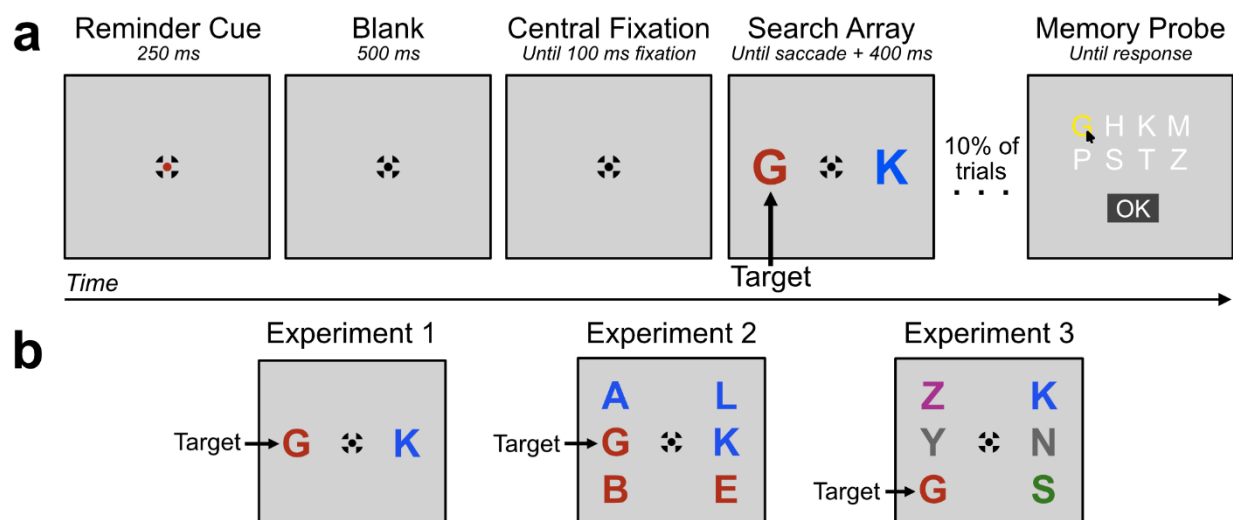 a
Reminder Cue Blank Central Fixation Search Array Memory Probe
250 ms 500 ms Until 100 ms fixation Until saccade + 400 ms Until response
G K 10% of trials . . . G H K M
P S T Z
OK
Target
Time
b
Experiment 1 Experiment 2 Experiment 3
A L Z K
Target G K Target G K Y N
B E Target G S